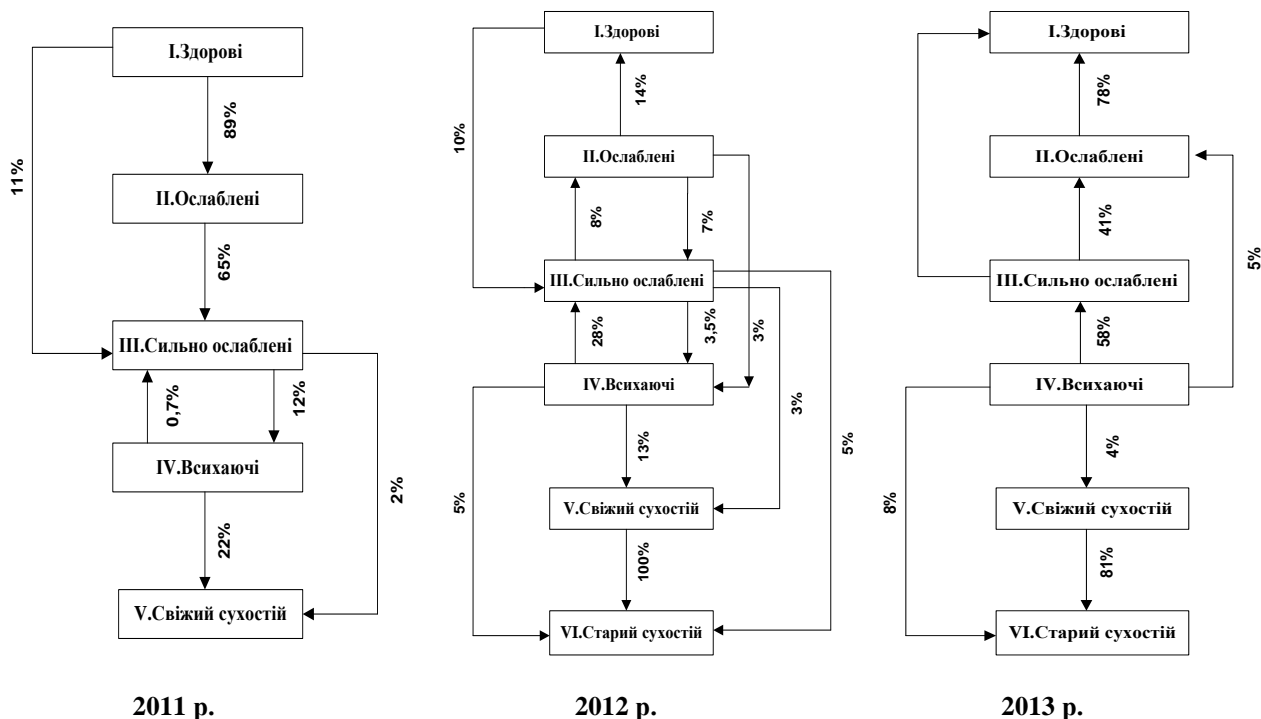 I.Здорові
89%
11%
II.Ослаблені
65%
III.Сильно ослаблені
0,7%
12%
IV.Всихаючі
2%
22%
V.Свіжий сухостій
2011 р.
I.Здорові
14%
10%
II.Ослаблені
8%
7%
III.Сильно ослаблені
28%
3,5%
3%
IV.Всихаючі
3%
5%
13%
5%
V.Свіжий сухостій
100%
VI.Старий сухостій
2012 р.
I.Здорові
78%
II.Ослаблені
41%
5%
III.Сильно ослаблені
58%
IV.Всихаючі
4%
8%
V.Свіжий сухостій
81%
VI.Старий сухостій
2013 р.